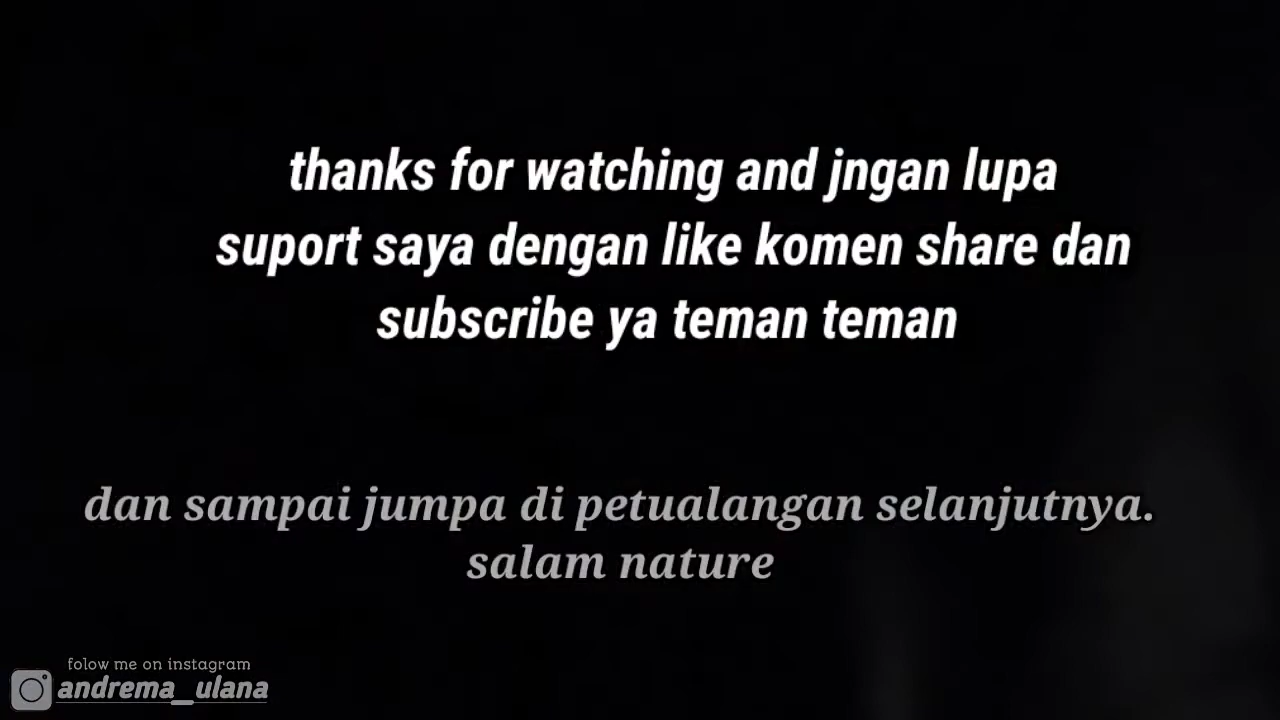 thanks for watching and jngan lupa
suport saya dengan like komen share dan
subscribe ya teman teman
dan sampai jumpa di petualangan selanjutnya.
salam nature
folow me on instagram
andrema_ulana